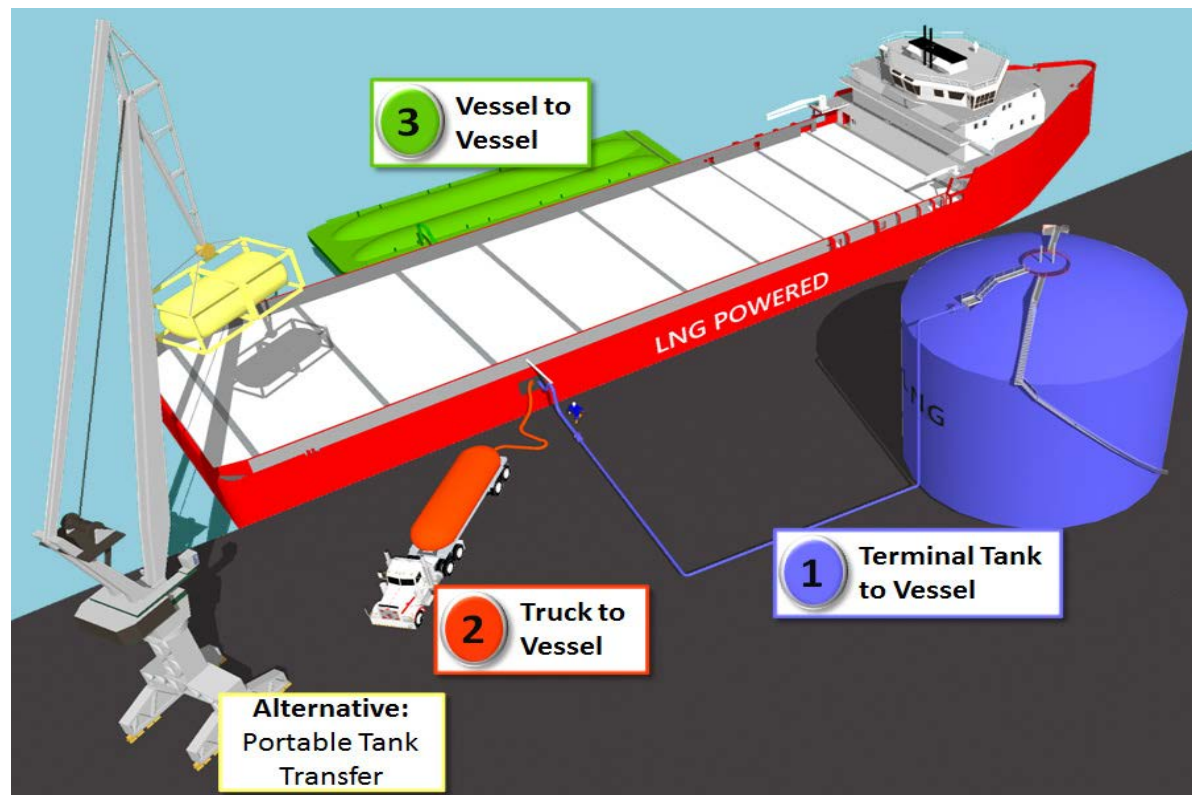 3
Vessel to
Vessel
LNG POWERED
LNG
1
Terminal Tank
to Vessel
2
Truck to
Vessel
Alternative:
Portable Tank
Transfer